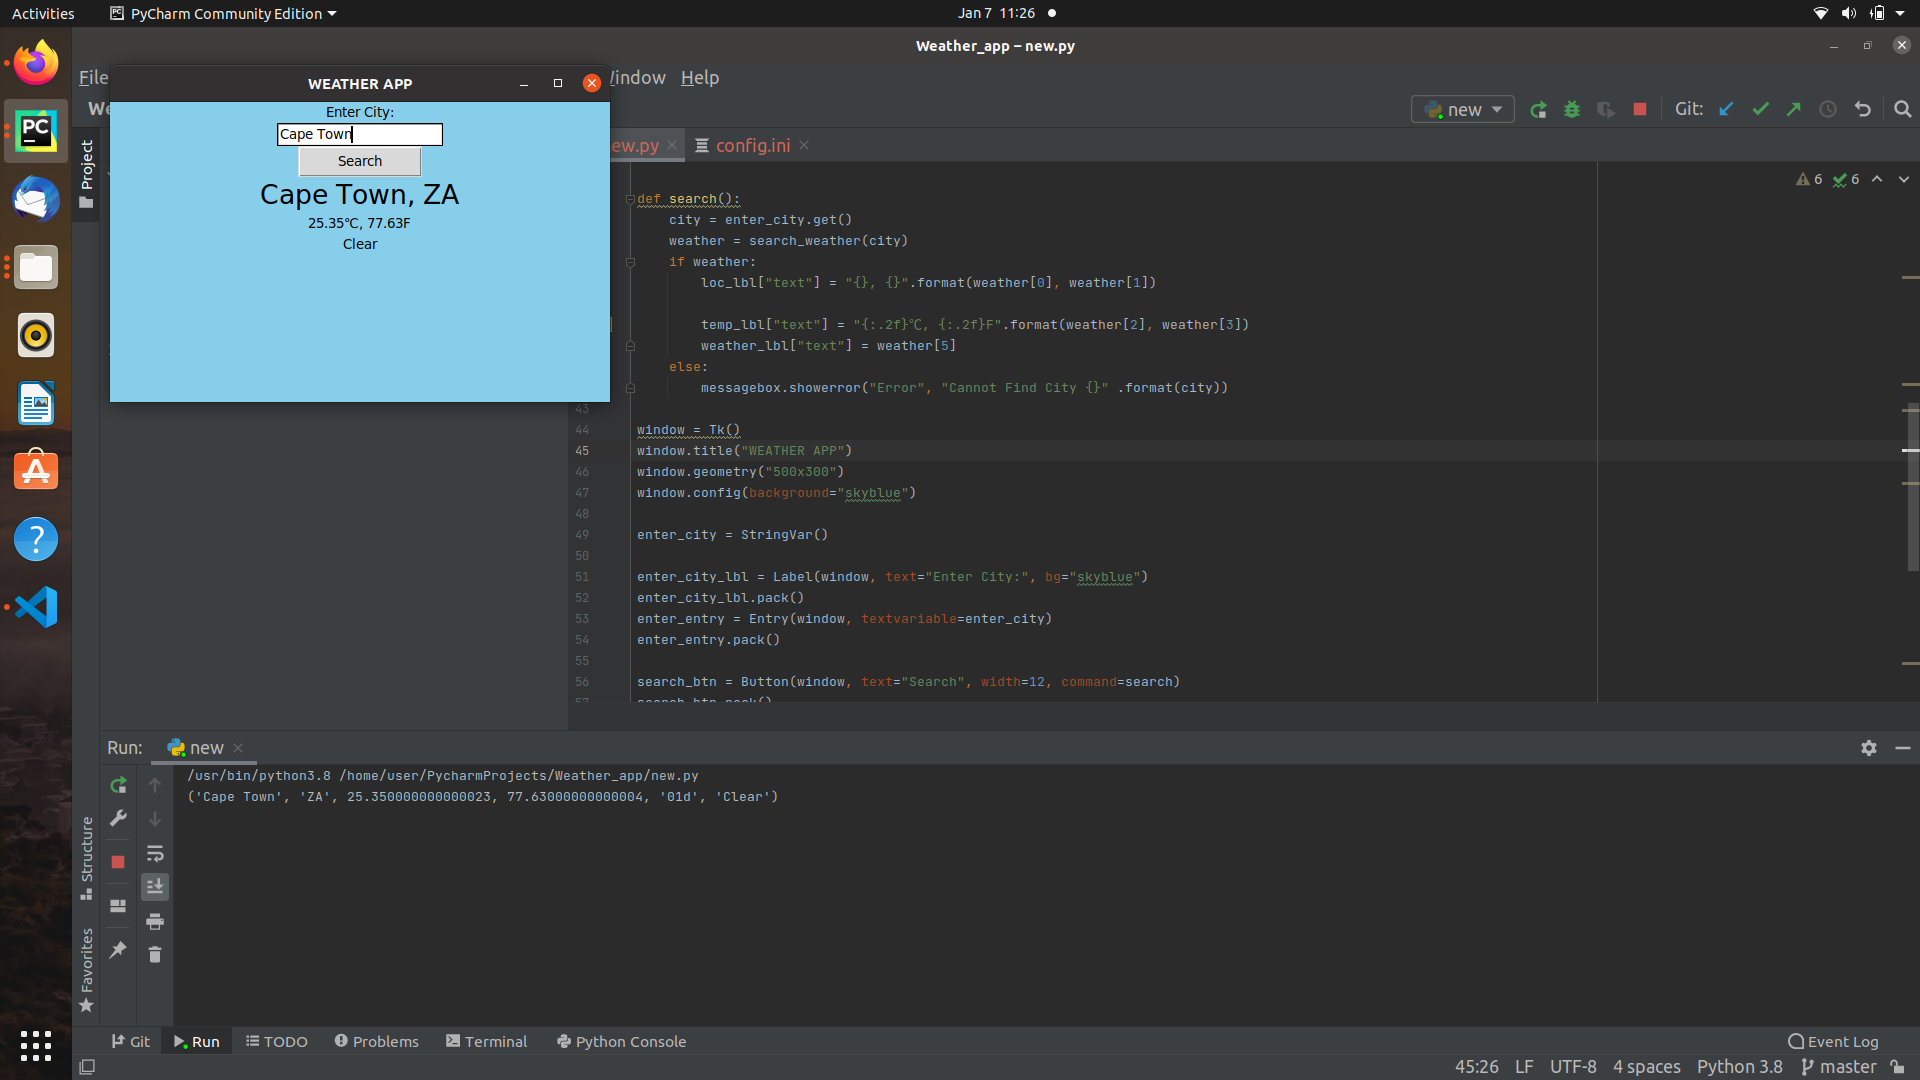 Activities
PyCharm Community Edition
Jan 7 11:26
Weather_app – new.py
File
Window Help
WEATHER APP
Enter City:
Cape Town
Search
Cape Town, ZA
25.35℃, 77.63F
Clear
new
Git:
Project
config.ini
6 6
def search():
city = enter_city.get()
weather = search_weather(city)
if weather:
loc_lbl["text"] = "{}, {}".format(weather[0], weather[1])
temp_lbl["text"] = "{:.2f}℃, {:.2f}F".format(weather[2], weather[3])
weather_lbl["text"] = weather[5]
else:
messagebox.showerror("Error", "Cannot Find City {}" .format(city))
43
44 window = Tk()
45 window.title("WEATHER APP")
46 window.geometry("500x300")
47 window.config(background="skyblue")
48
49 enter_city = StringVar()
50
51 enter_city_lbl = Label(window, text="Enter City:", bg="skyblue")
52 enter_city_lbl.pack()
53 enter_entry = Entry(window, textvariable=enter_city)
54 enter_entry.pack()
55
56 search_btn = Button(window, text="Search", width=12, command=search)
57 search_btn.pack()
Run: new
/usr/bin/python3.8 /home/user/PycharmProjects/Weather_app/new.py
('Cape Town', 'ZA', 25.350000000000023, 77.63000000000004, '01d', 'Clear')
Structure
Favorites
Git Run TODO Problems Terminal Python Console Event Log
45:26 LF UTF-8 4 spaces Python 3.8 master